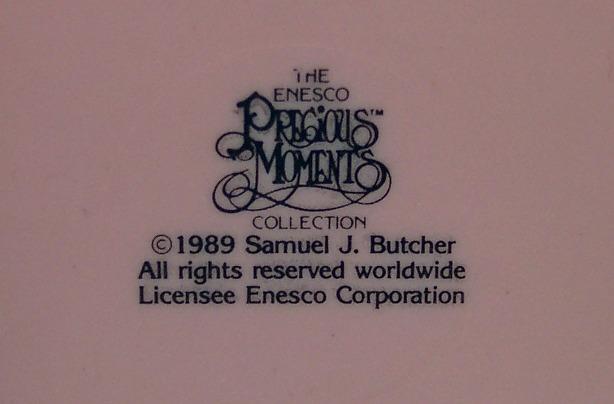 THE
ENESCO
PRECIOUS™
MOMENTS
COLLECTION
©1989 Samuel J. Butcher
All rights reserved worldwide
Licensee Enesco Corporation